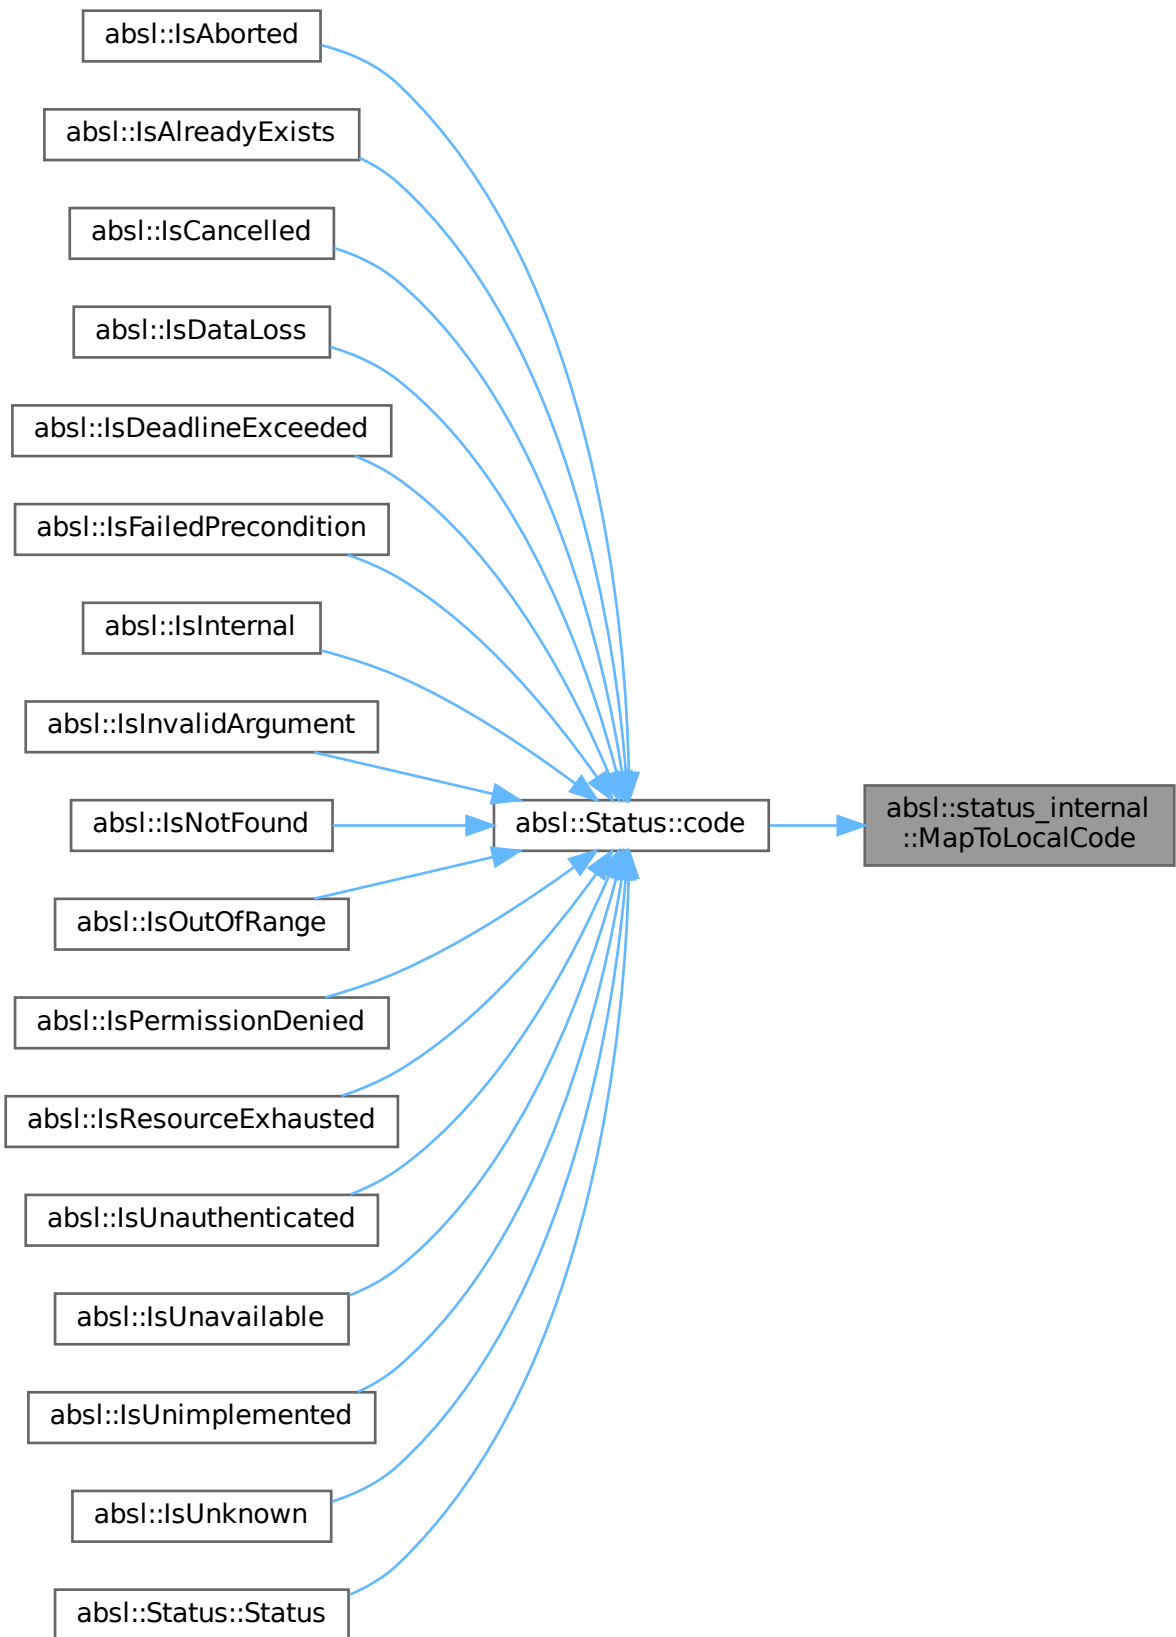 absl::IsAborted
absl::IsAlreadyExists
absl::IsCancelled
absl::IsDataLoss
absl::IsDeadlineExceeded
absl::IsFailedPrecondition
absl::IsInternal
absl::IsInvalidArgument
absl::IsNotFound
absl::IsOutOfRange
absl::IsPermissionDenied
absl::IsResourceExhausted
absl::IsUnauthenticated
absl::IsUnavailable
absl::IsUnimplemented
absl::IsUnknown
absl::Status::Status
absl::Status::code
absl::status_internal
::MapToLocalCode